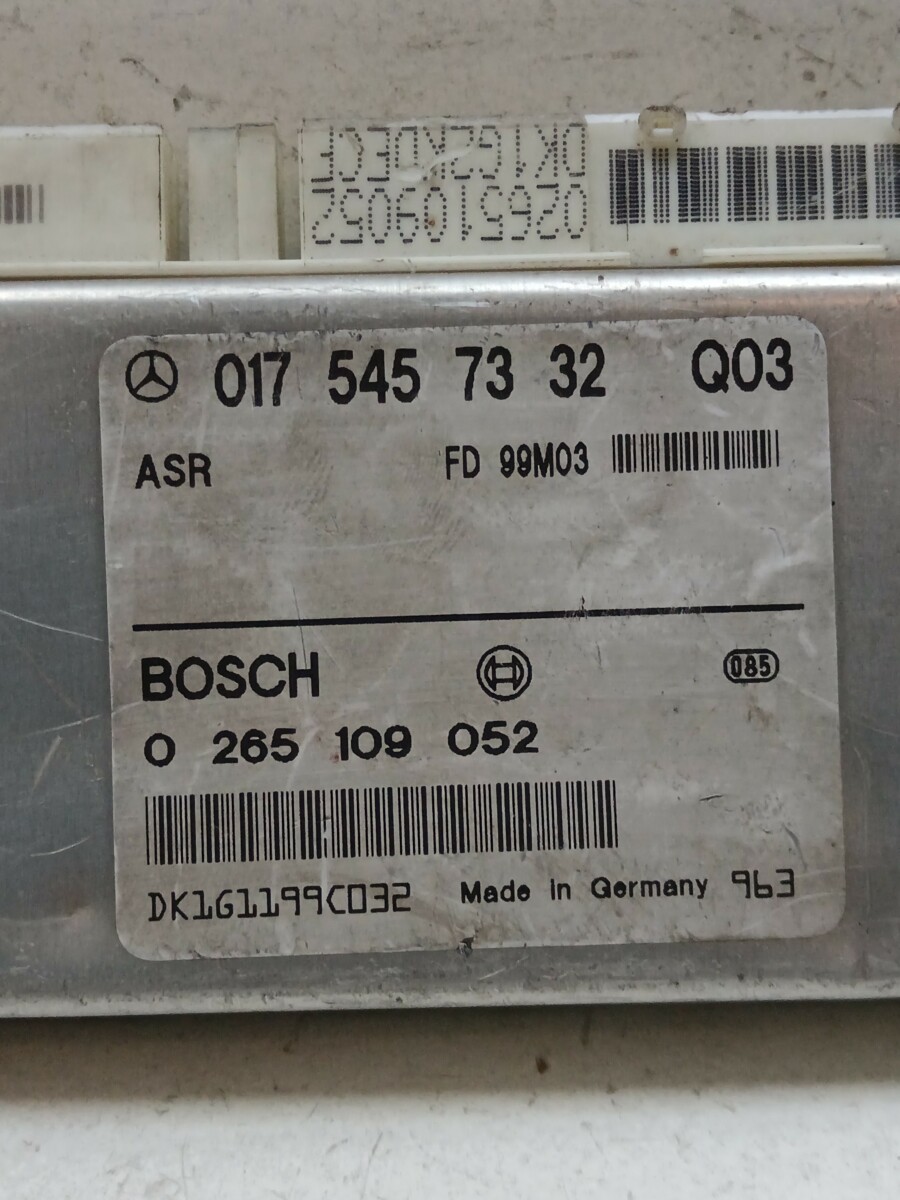 DK1G2KDECF
0265109052
017 545 73 32 Q03
ASR FD 99M03
BOSCH 085
0 265 109 052
DK1G1199C032 Made in Germany 963